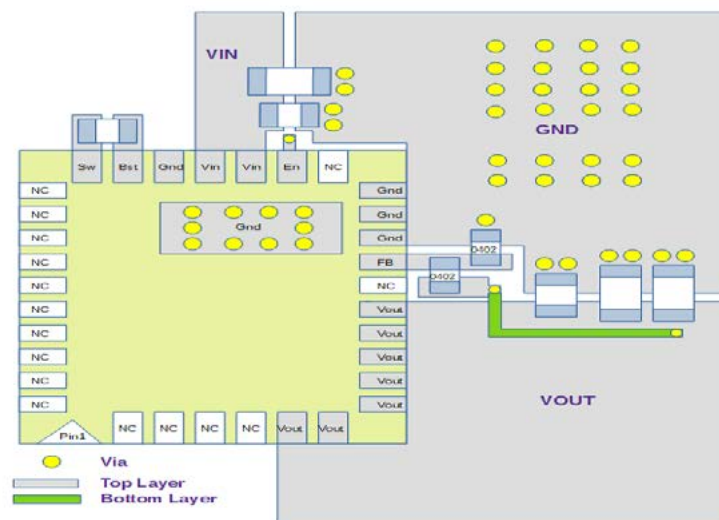 VIN
GND
Sw Bst Gnd Vin Vin En NC
NC Gnd
NC Gnd
Gnd
NC Gnd
0402
NC FB
0402
NC NC
NC Vout
NC Vout
NC Vout
NC Vout
NC Vout
VOUT
NC NC NC NC Vout Vout
Pin1
Via
Top Layer
Bottom Layer